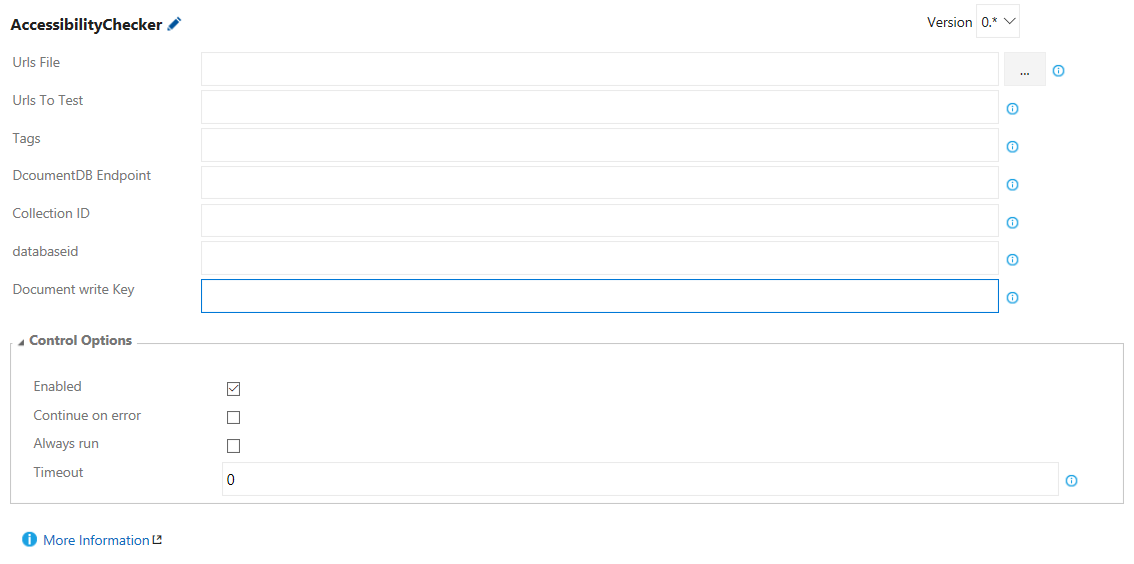 AccessibilityChecker
Version 0.*
Urls File
...
Urls To Test
Tags
DcoumentDB Endpoint
Collection ID
databaseid
Document write Key
Control Options
Enabled
Continue on error
Always run
Timeout
0
More Information